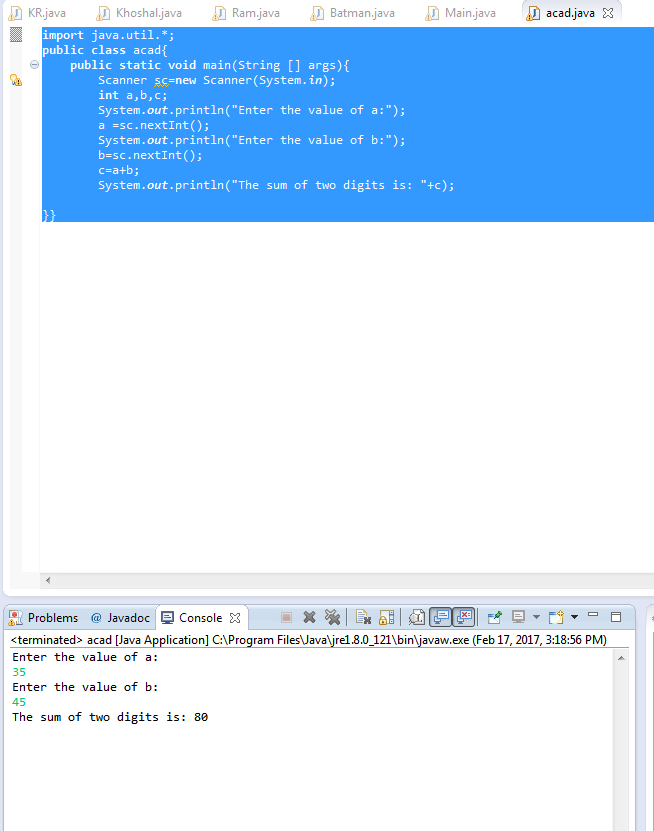 KR.java Khoshal.java Ram.java Batman.java Main.java acad.java
import java.util.*;
public class acad{
public static void main(String [] args){
Scanner sc=new Scanner(System.in);
int a,b,c;
System.out.println("Enter the value of a:");
a =sc.nextInt();
System.out.println("Enter the value of b:");
b=sc.nextInt();
c=a+b;
System.out.println("The sum of two digits is: "+c);
}}
Problems @ Javadoc Console
<terminated> acad [Java Application] C:\Program Files\Java\jre1.8.0_121\bin\javaw.exe (Feb 17, 2017, 3:18:56 PM)
Enter the value of a:
35
Enter the value of b:
45
The sum of two digits is: 80